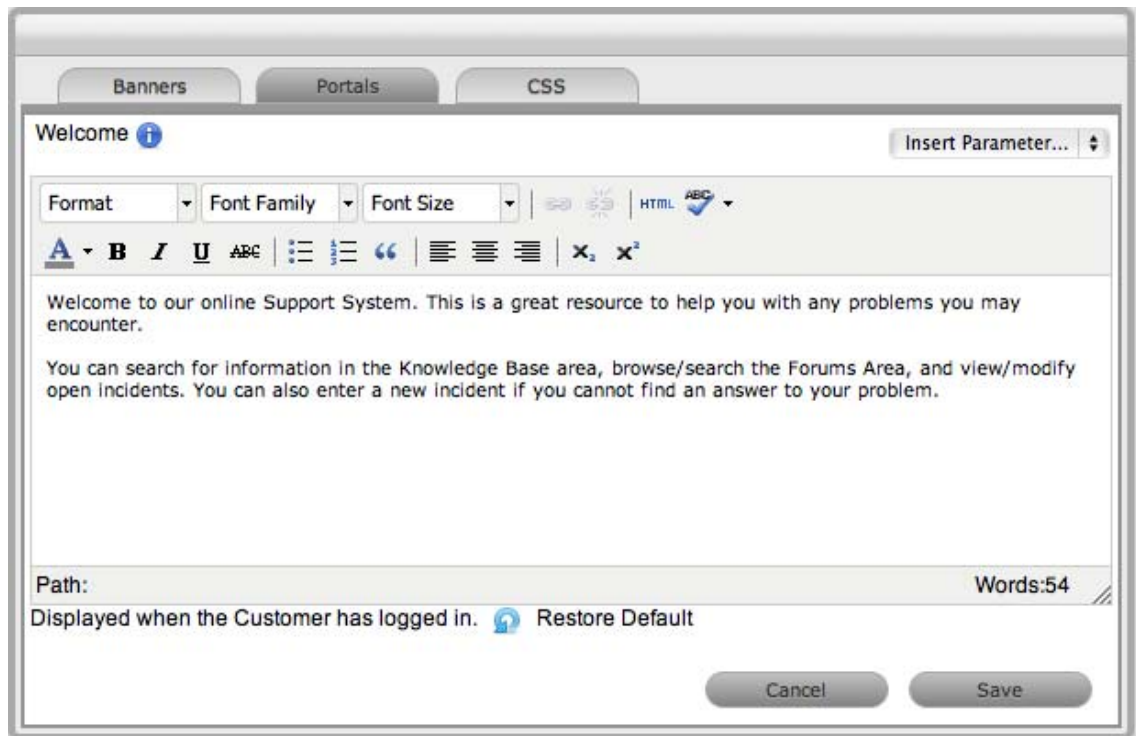 Banners Portals CSS
Welcome
Insert Parameter...
Format Font Family Font Size HTML ABC
A B I U ABC “ x₂ x²
Welcome to our online Support System. This is a great resource to help you with any problems you may
encounter.
You can search for information in the Knowledge Base area, browse/search the Forums Area, and view/modify
open incidents. You can also enter a new incident if you cannot find an answer to your problem.
Path: Words:54
Displayed when the Customer has logged in. Restore Default
Cancel Save